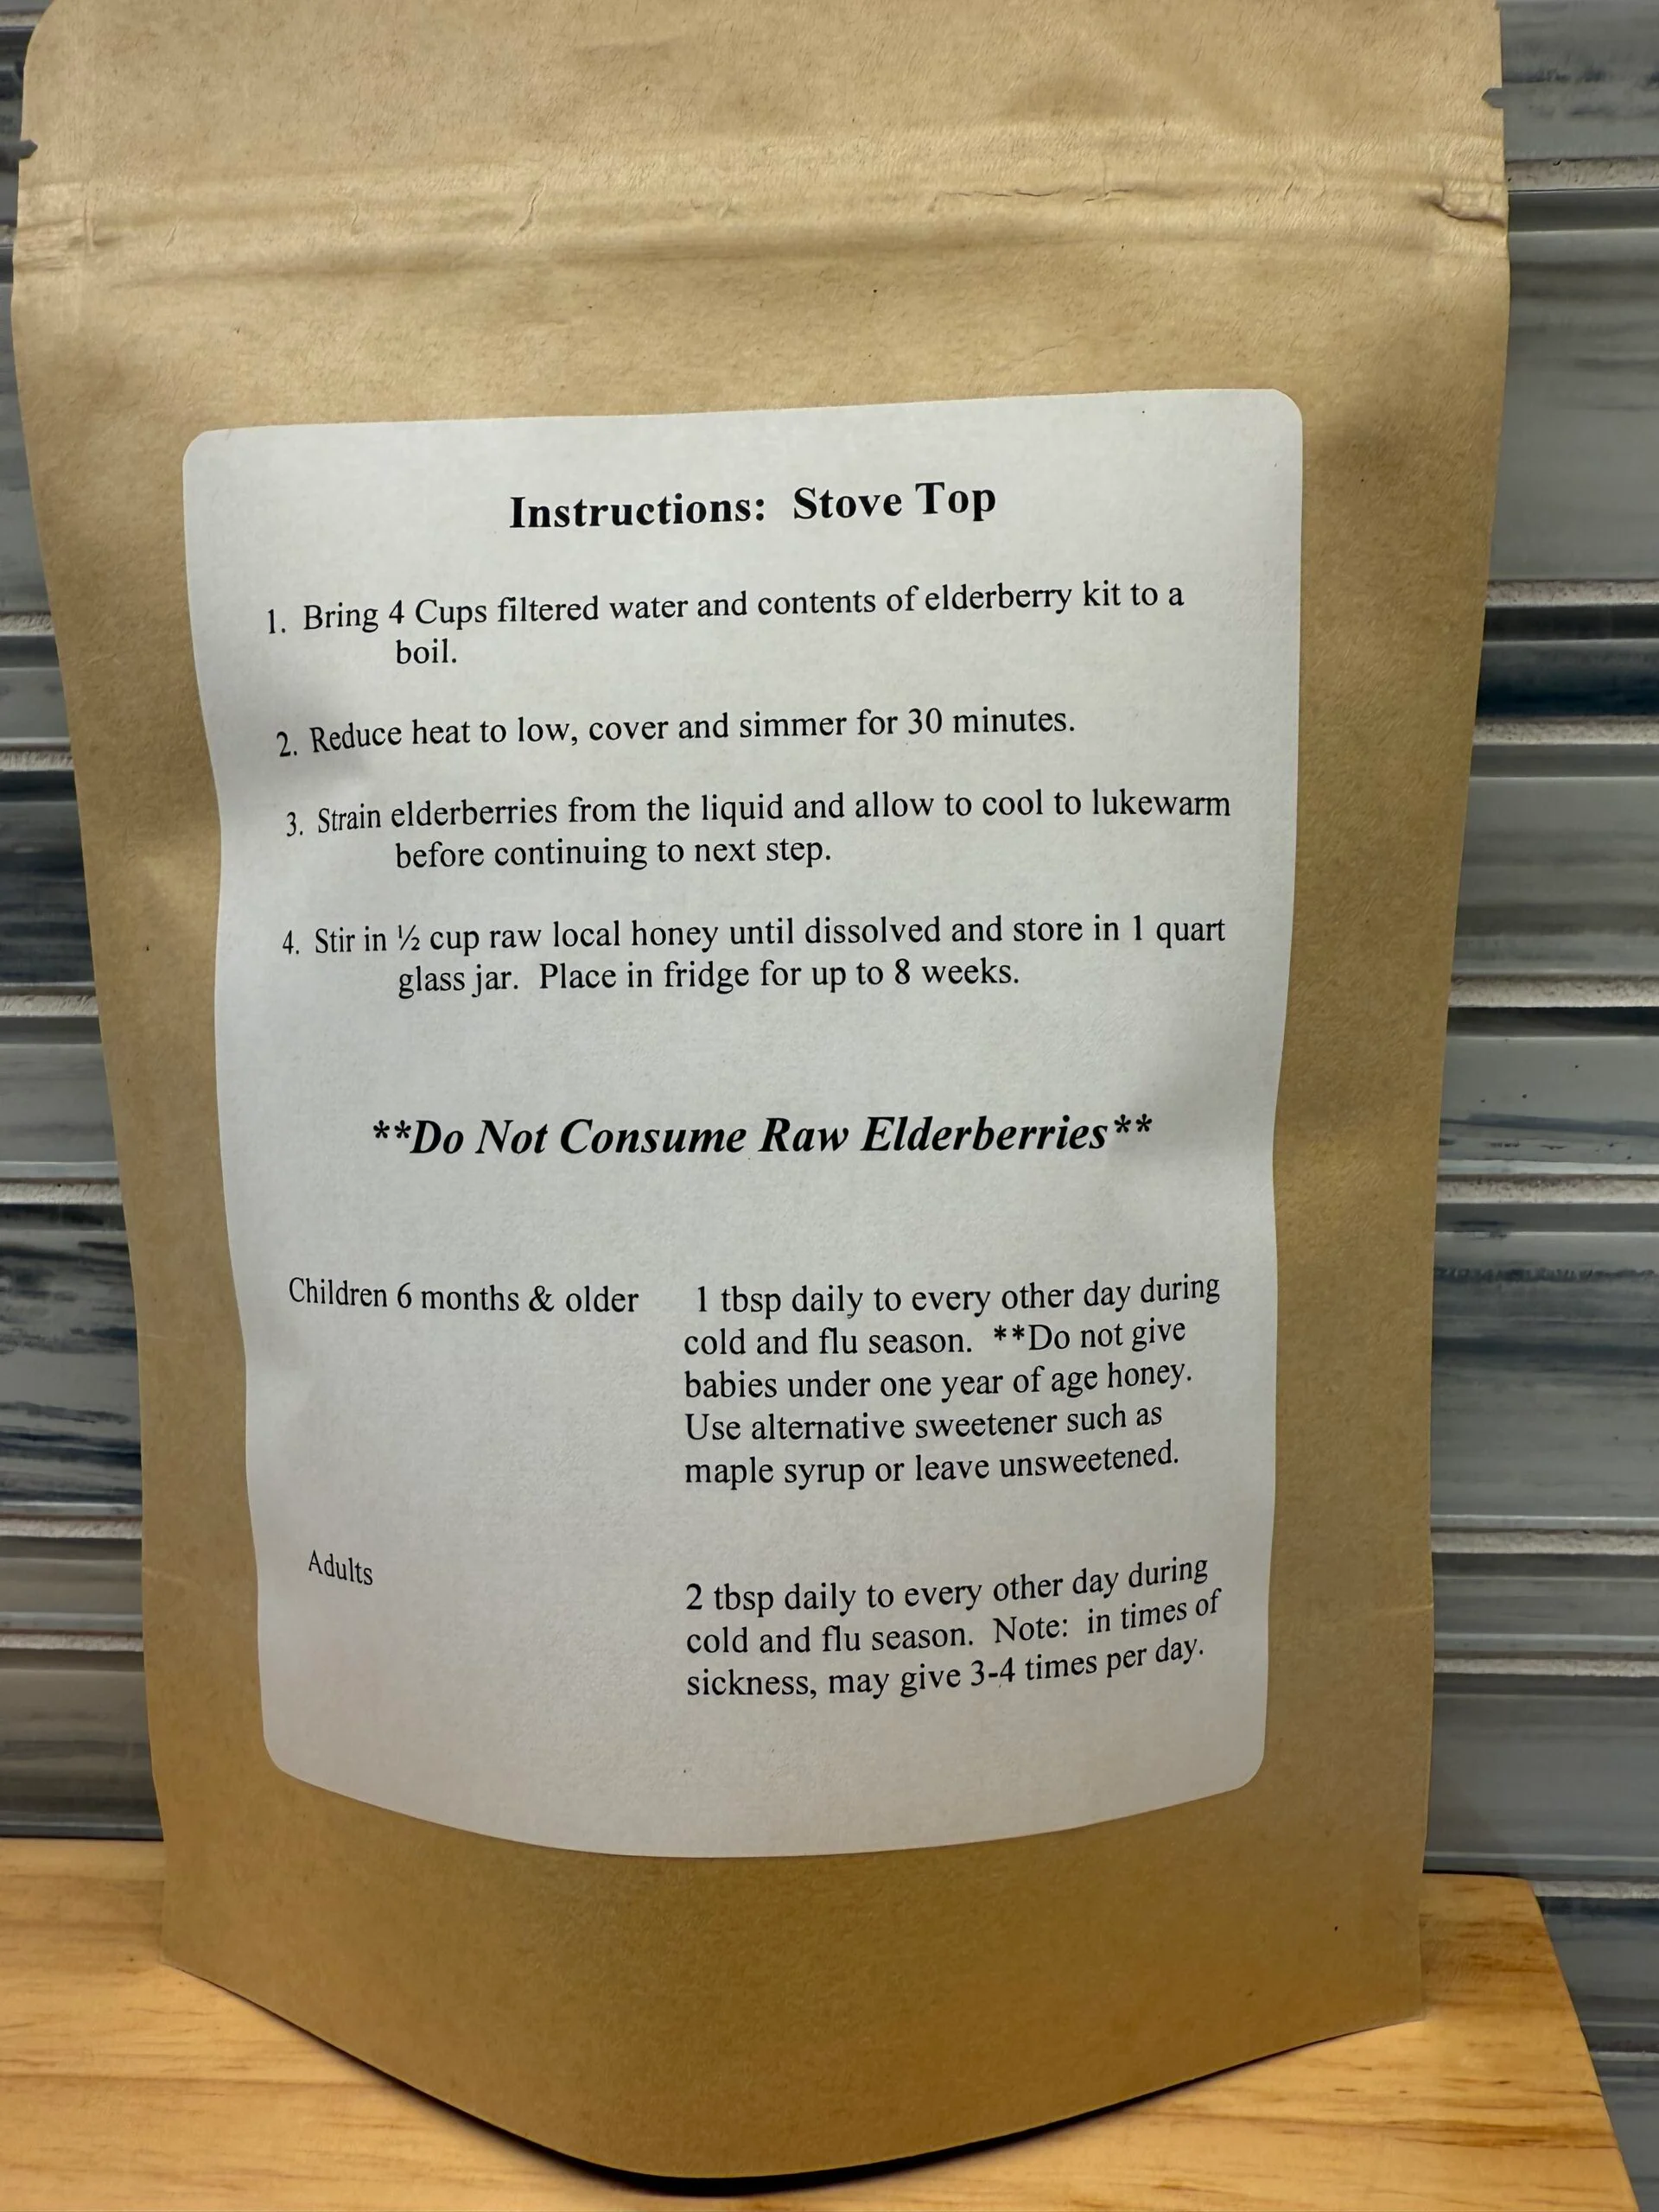 Instructions:  Stove Top
1. Bring 4 Cups filtered water and contents of elderberry kit to a
boil.
2. Reduce heat to low, cover and simmer for 30 minutes.
3. Strain elderberries from the liquid and allow to cool to lukewarm
before continuing to next step.
4. Stir in ½ cup raw local honey until dissolved and store in 1 quart
glass jar.  Place in fridge for up to 8 weeks.
**Do Not Consume Raw Elderberries**
Children 6 months & older 1 tbsp daily to every other day during
cold and flu season.  **Do not give
babies under one year of age honey.
Use alternative sweetener such as
maple syrup or leave unsweetened.
Adults
2 tbsp daily to every other day during
cold and flu season.  Note:  in times of
sickness, may give 3-4 times per day.